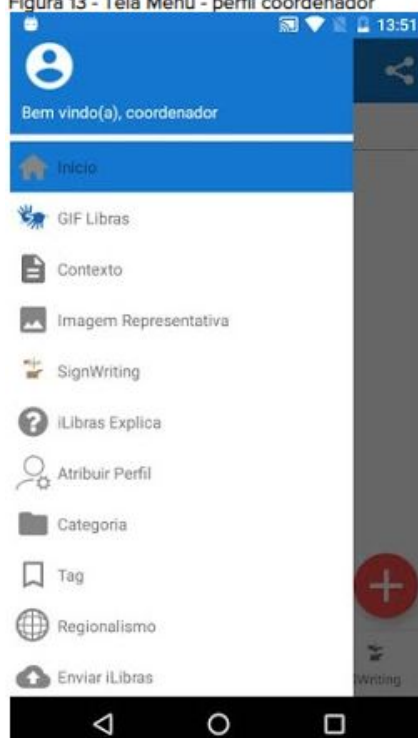 Figura 13 - Tela Menu - perfil coordenador
13:51
Bem vindo(a), coordenador
Início
GIF Libras
Contexto
Imagem Representativa
SignWriting
iLibras Explica
Atribuir Perfil
Categoria
Tag
Regionalismo
Enviar iLibras
Writing